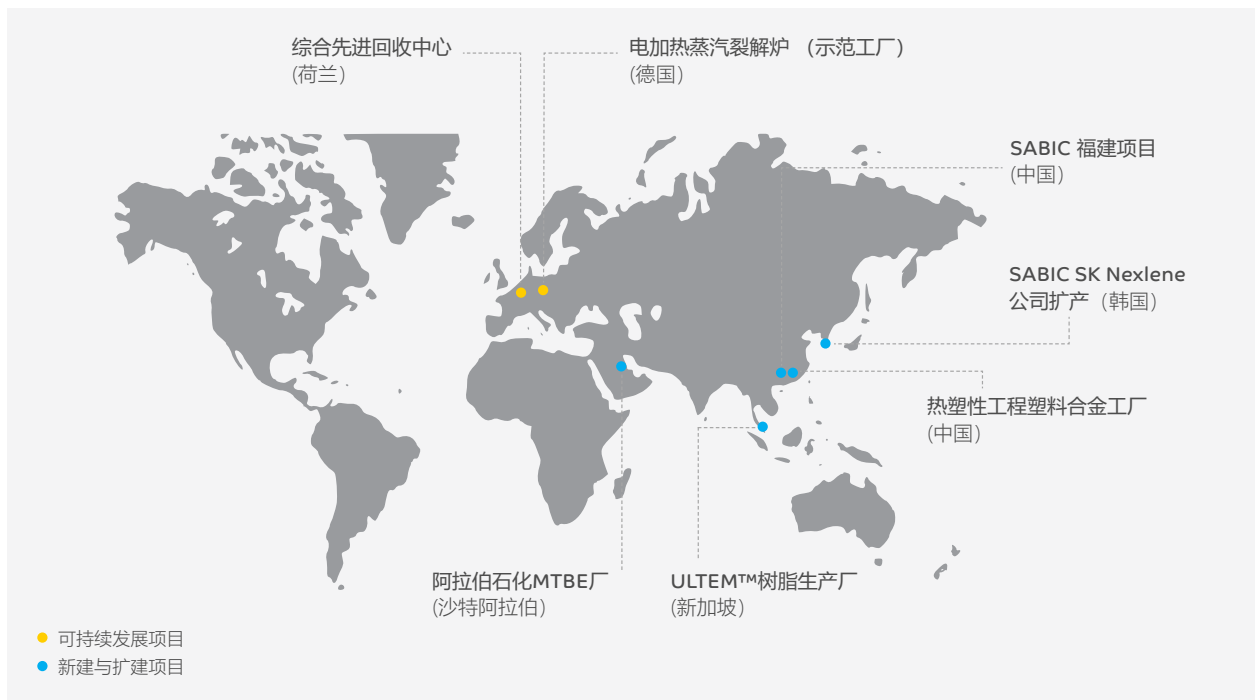 综合先进回收中心
(荷兰)
电加热蒸汽裂解炉 (示范工厂)
(德国)
SABIC 福建项目
(中国)
SABIC SK Nexlene
公司扩产 (韩国)
热塑性工程塑料合金工厂
(中国)
阿拉伯石化MTBE厂
(沙特阿拉伯)
ULTEM™树脂生产厂
(新加坡)
可持续发展项目
新建与扩建项目